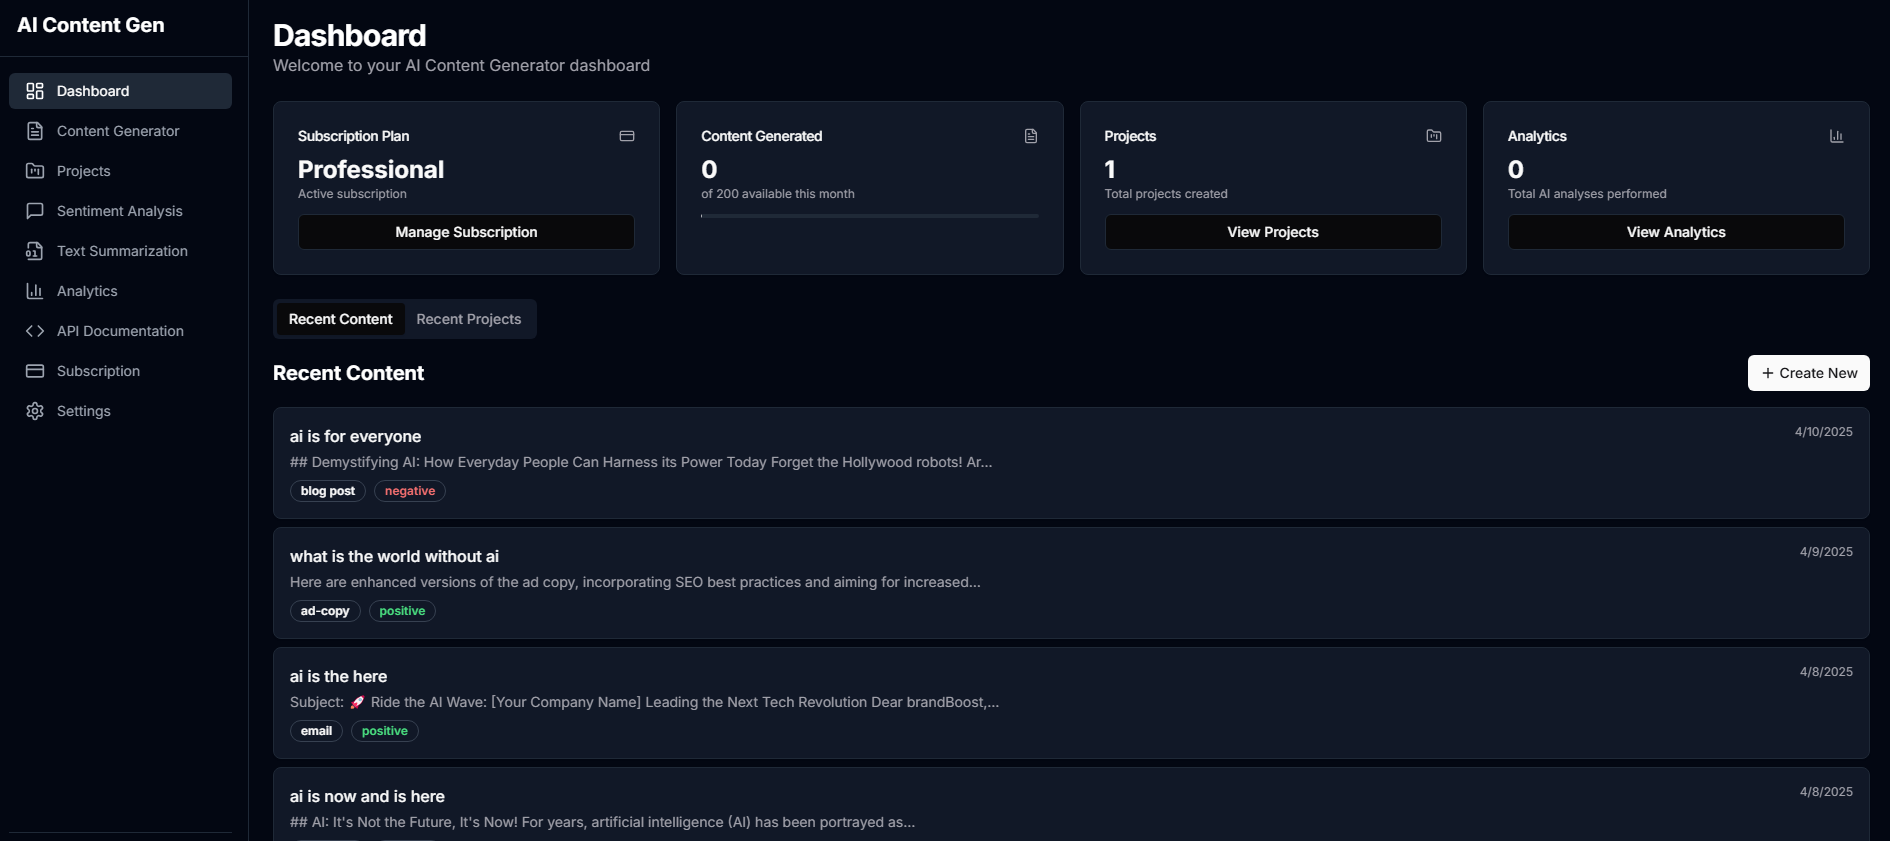 AI Content Gen
Dashboard
Content Generator
Projects
Sentiment Analysis
Text Summarization
Analytics
API Documentation
Subscription
Settings
Dashboard
Welcome to your AI Content Generator dashboard
Subscription Plan
Professional
Active subscription
Manage Subscription
Content Generated
0
of 200 available this month
Projects
1
Total projects created
View Projects
Analytics
0
Total AI analyses performed
View Analytics
Recent Content Recent Projects
Recent Content
+ Create New
ai is for everyone 4/10/2025
## Demystifying AI: How Everyday People Can Harness its Power Today Forget the Hollywood robots! Ar...
blog post negative
what is the world without ai 4/9/2025
Here are enhanced versions of the ad copy, incorporating SEO best practices and aiming for increased...
ad-copy positive
ai is the here 4/8/2025
Subject: 🚀 Ride the AI Wave: [Your Company Name] Leading the Next Tech Revolution Dear brandBoost,...
email positive
ai is now and is here 4/8/2025
## AI: It's Not the Future, It's Now! For years, artificial intelligence (AI) has been portrayed as...